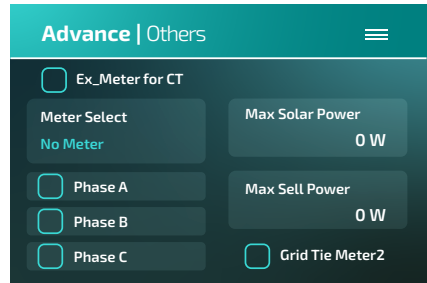 Advance | Others
Ex_Meter for CT
Meter Select
No Meter
Max Solar Power
0 W
Phase A
Phase B
Phase C
Max Sell Power
0 W
Grid Tie Meter2